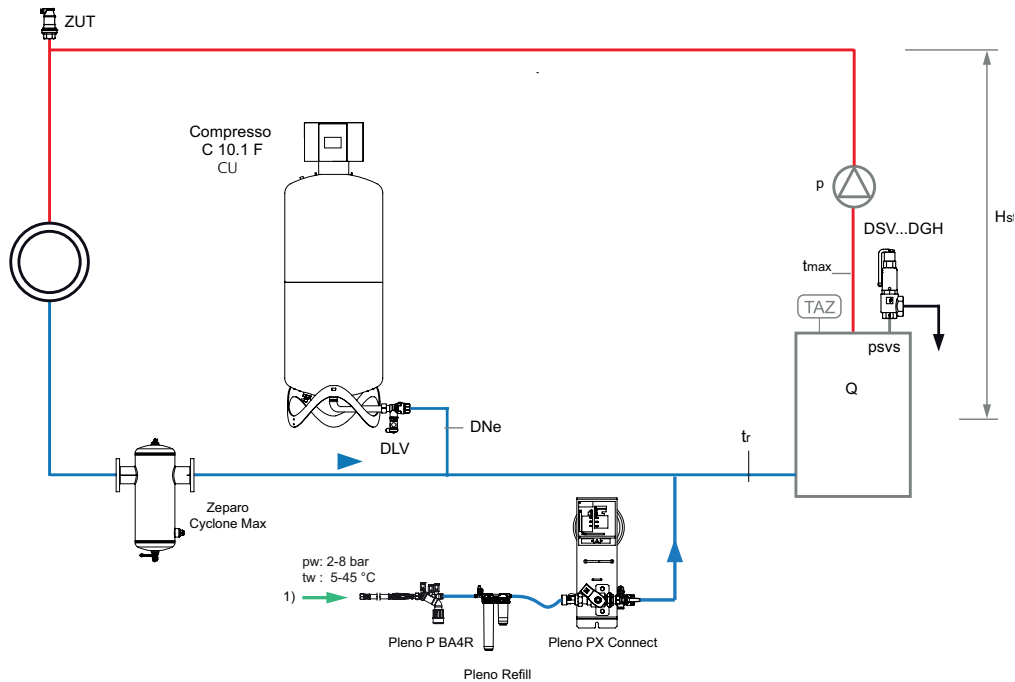 ZUT
Compresso
C 10.1 F
CU
p
Hst
DSV...DGH
tmax
TAZ
psvs
Q
DNe
DLV
tr
Zeparo
Cyclone Max
pw: 2-8 bar
tw : 5-45 °C
1)
Pleno P BA4R
Pleno PX Connect
Pleno Refill